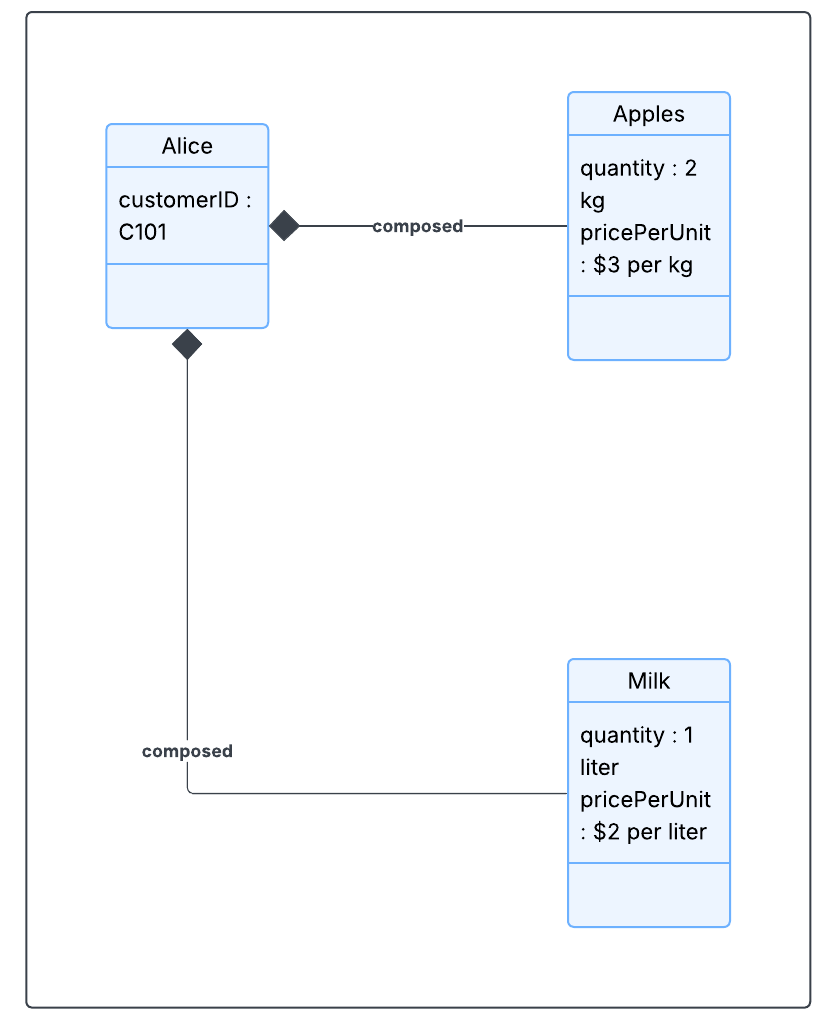 Alice
customerID :
C101
composed
Apples
quantity : 2
kg
pricePerUnit
: $3 per kg
composed
Milk
quantity : 1
liter
pricePerUnit
: $2 per liter